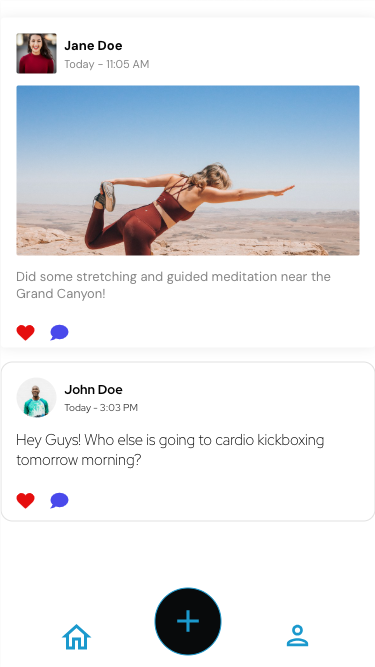 Jane Doe
Today - 11:05 AM
Did some stretching and guided meditation near the
Grand Canyon!
John Doe
Today - 3:03 PM
Hey Guys! Who else is going to cardio kickboxing
tomorrow morning?